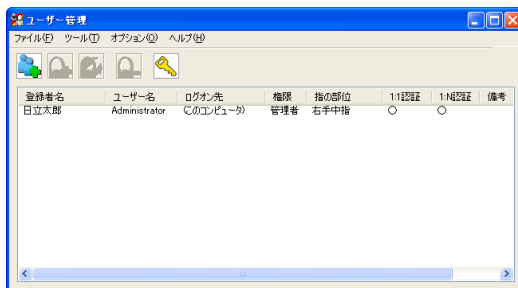 ユーザー管理
ファイル(F) ツール(T) オプション(O) ヘルプ(H)
登録者名 ユーザー名 ログオン先 権限 指の部位 1:1認証 1:N認証 備考
日立太郎 Administrator (このコンピュータ) 管理者 右手中指 ○ ○